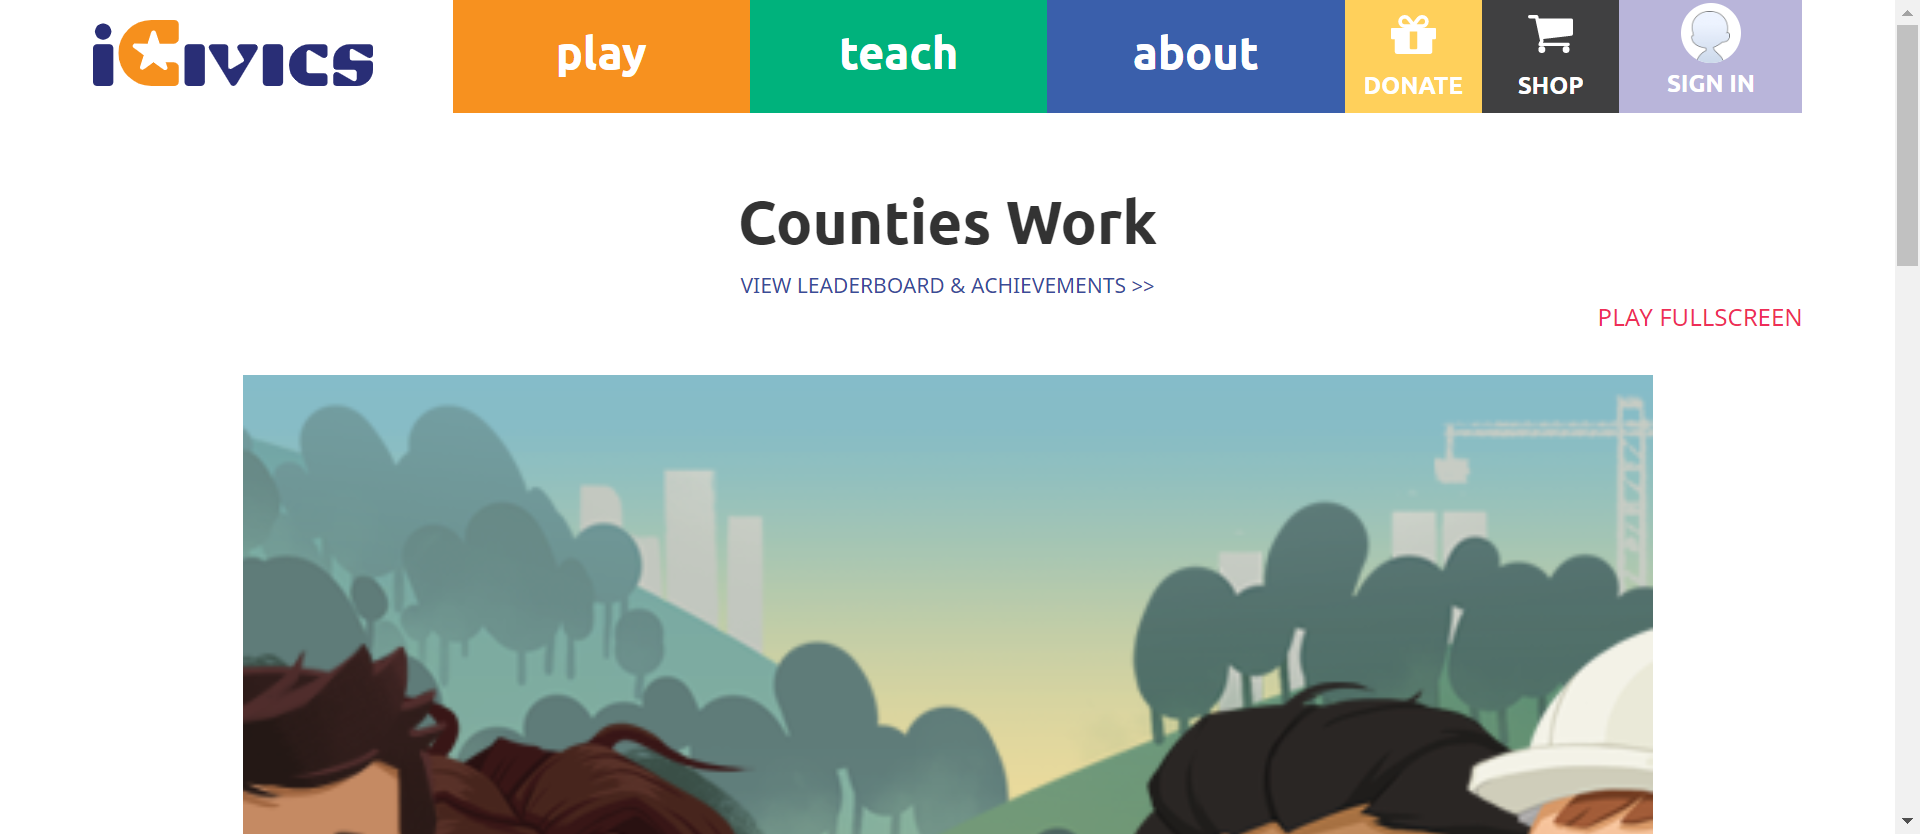 iCivics
play
teach
about
DONATE
SHOP
SIGN IN
Counties Work
VIEW LEADERBOARD & ACHIEVEMENTS >>
PLAY FULLSCREEN